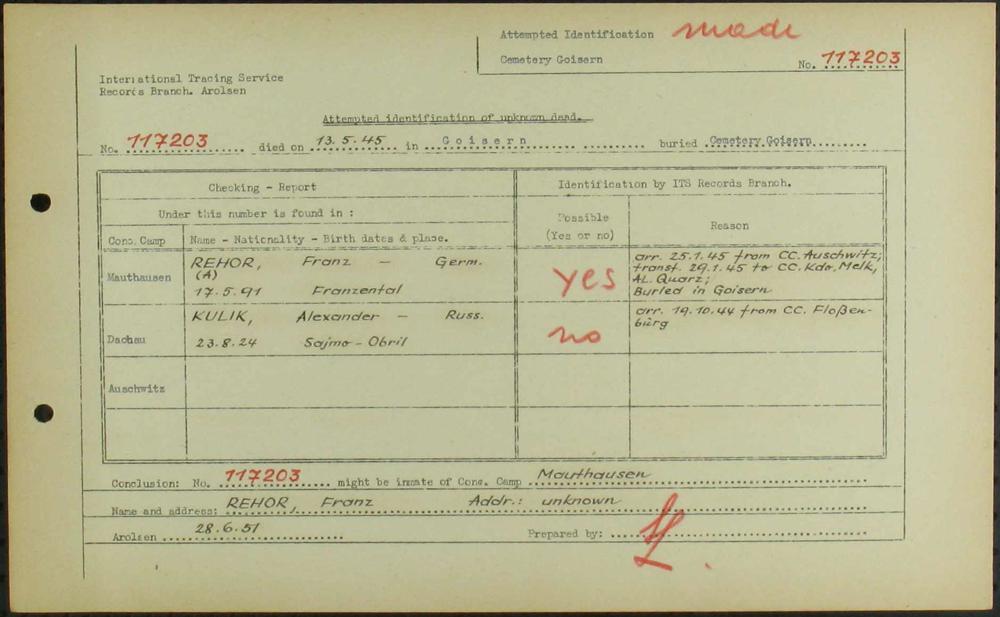 Attempted Identification made
Cemetery Goisern
No. 117203
International Tracing Service
Records Branch. Arolsen
Attempted identification of unknown dead.
No. 117203 died on 13.5.45 in Goisern buried Cemetery Goisern
Checking - Report
Identification by ITS Records Branch.
Under this number is found in :
Possible
(Yes or no)
Reason
Conc. Camp
Name - Nationality - Birth dates & place.
Mauthausen
REHOR, Franz - Germ.
(A)
17.5.91 Franzental
yes
arr. 25.1.45 from CC. Auschwitz;
transf. 29.1.45 to CC. Kdo. Melk,
AL. Quarz;
Buried in Goisern
Dachau
KULIK, Alexander - Russ.
23.8.24 Sajmo-Obril
no
arr. 19.10.44 from CC. Floßen-
bürg
Auschwitz
Conclusion: No. 117203 might be inmate of Conc. Camp Mauthausen
Name and address: REHOR, Franz Addr.: unknown
Arolsen 28.6.51
Prepared by: